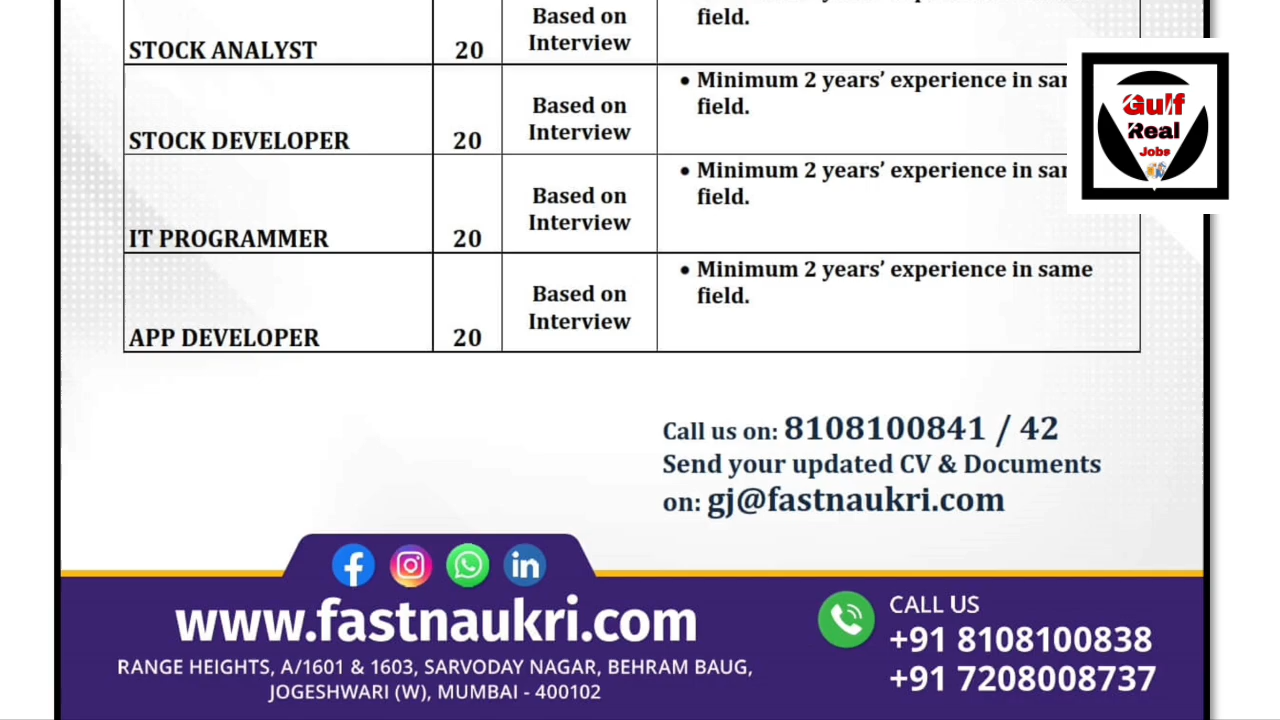 Based on
Interview
field.
STOCK ANALYST 20
• Minimum 2 years’ experience in
field.
Based on
Interview
STOCK DEVELOPER 20
• Minimum 2 years’ experience in
field.
Based on
Interview
IT PROGRAMMER 20
• Minimum 2 years’ experience in same
field.
Based on
Interview
APP DEVELOPER 20
Gulf
Real
Jobs
Call us on: 8108100841 / 42
Send your updated CV & Documents
on: gj@fastnaukri.com
www.fastnaukri.com
RANGE HEIGHTS, A/1601 & 1603, SARVODAY NAGAR, BEHRAM BAUG,
JOGESHWARI (W), MUMBAI - 400102
CALL US
+91 8108100838
+91 7208008737